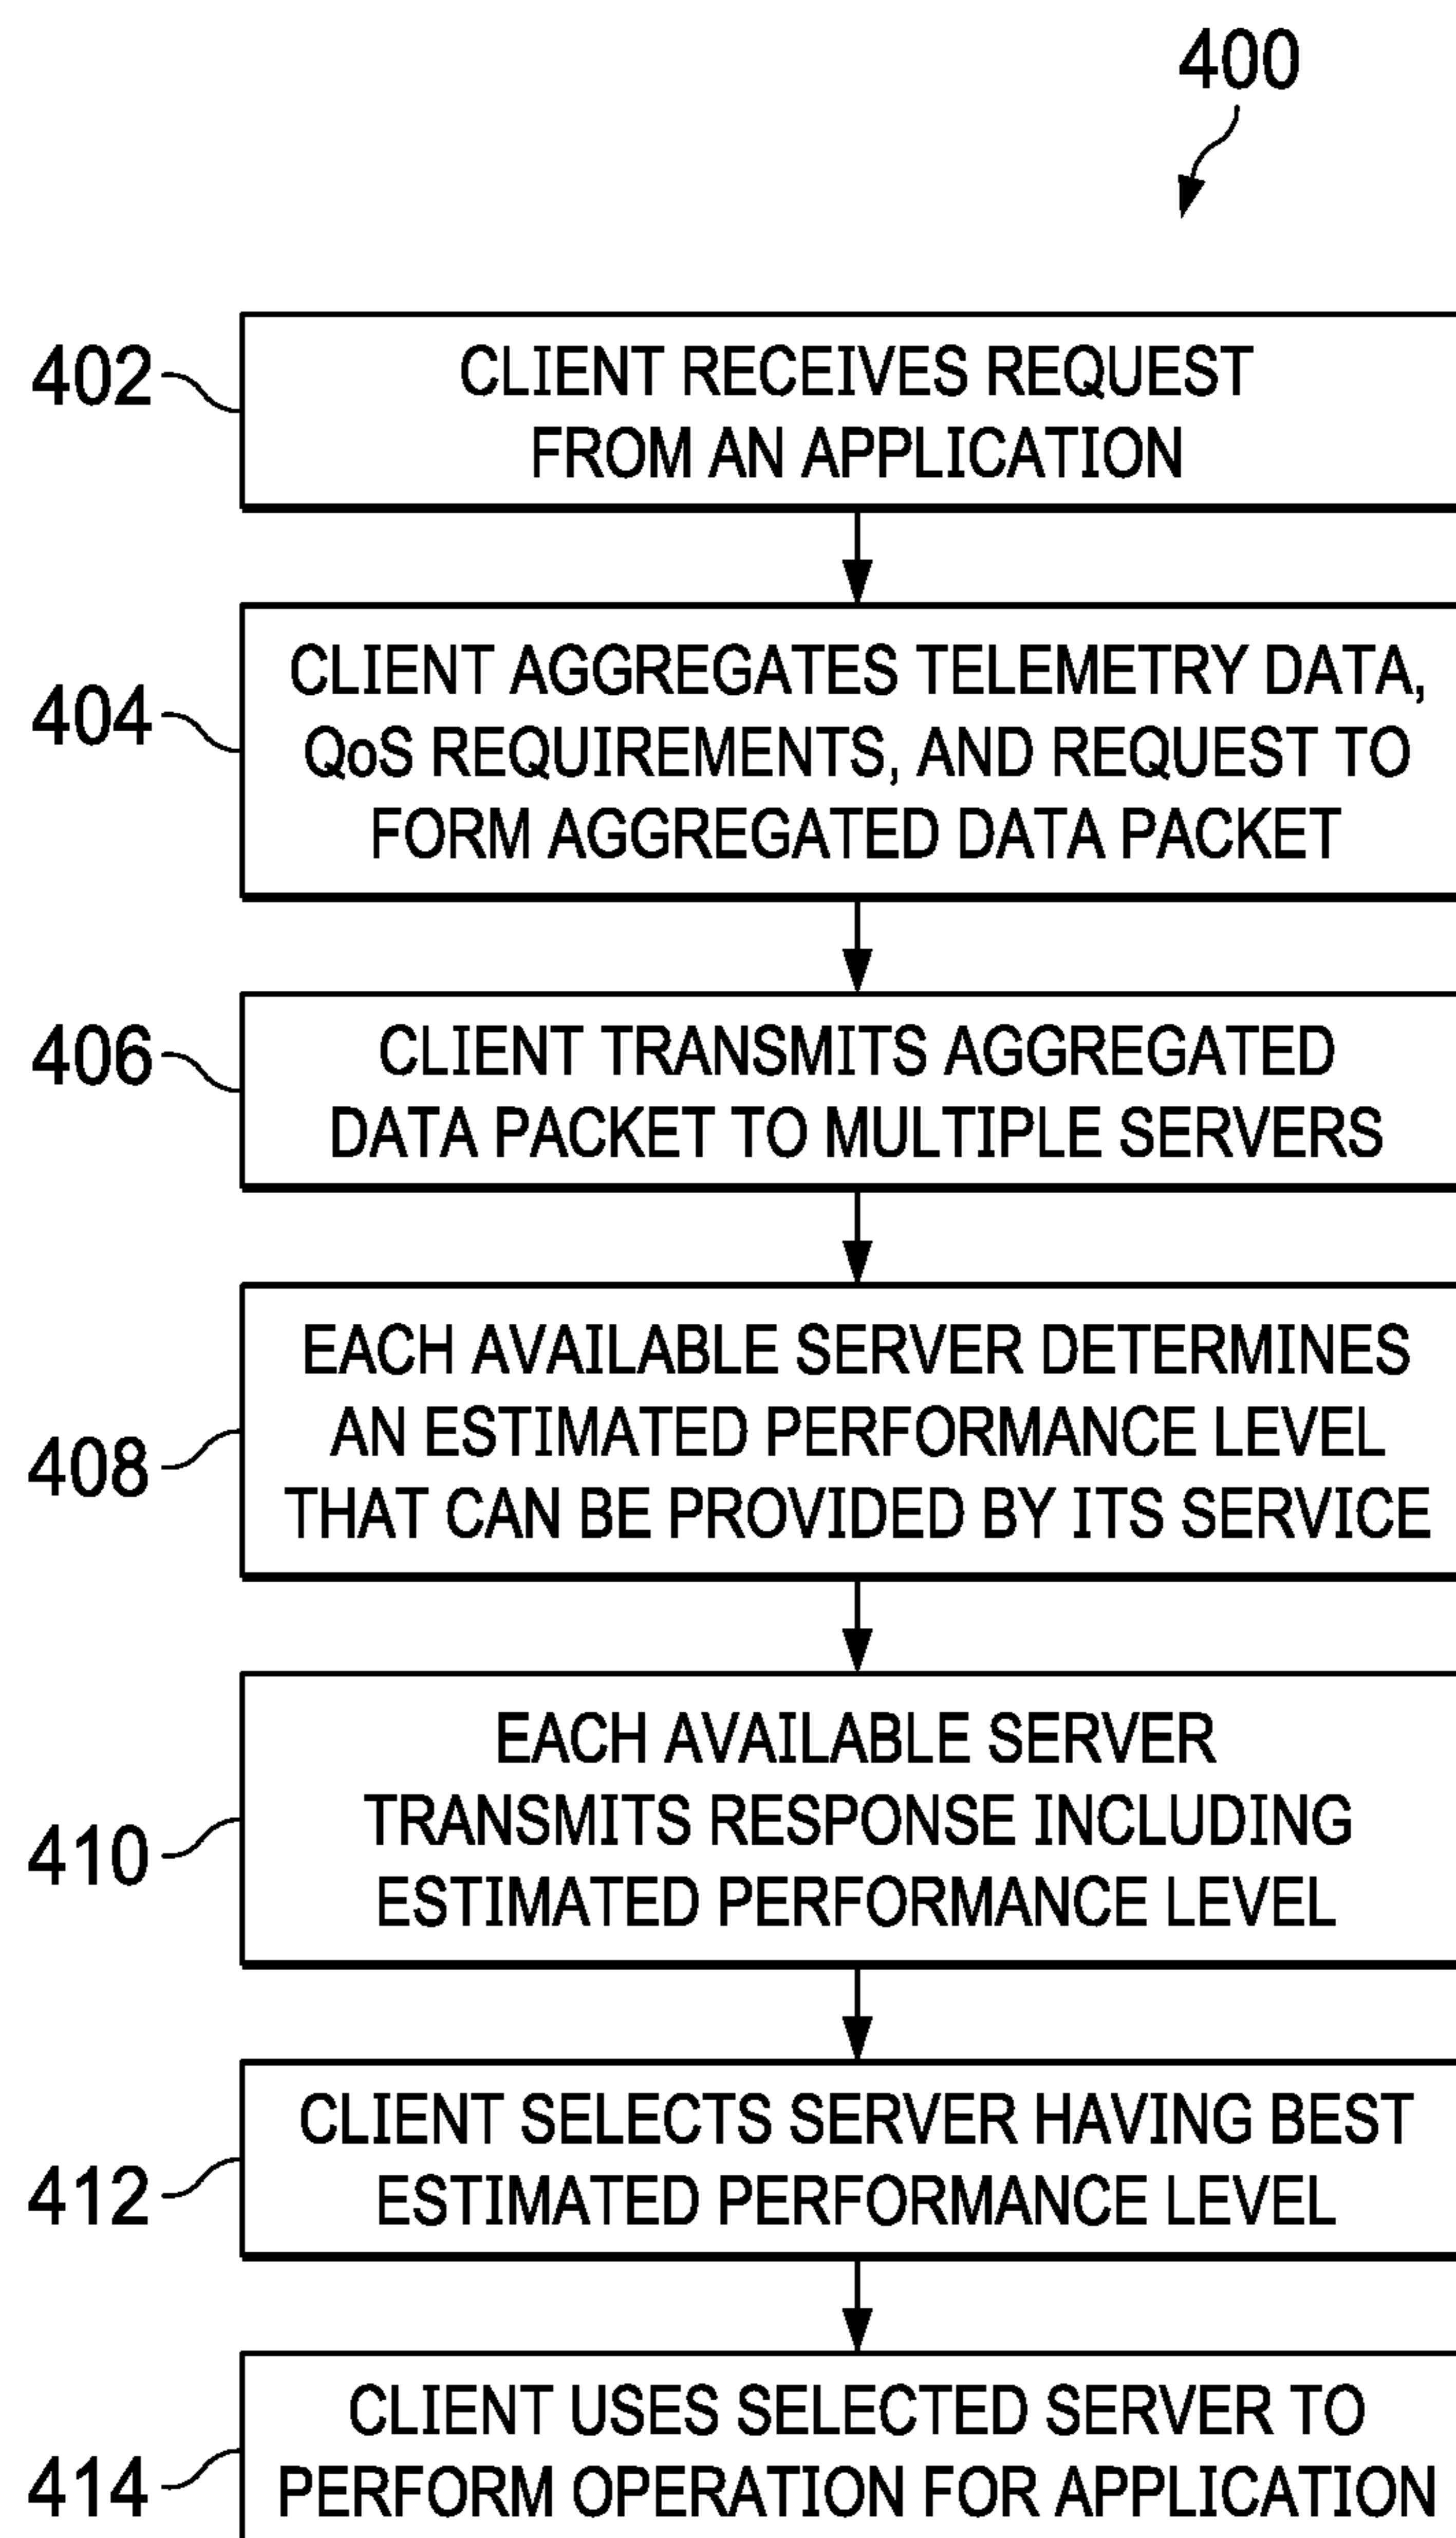 400
402
CLIENT RECEIVES REQUEST
FROM AN APPLICATION
404
CLIENT AGGREGATES TELEMETRY DATA,
QoS REQUIREMENTS, AND REQUEST TO
FORM AGGREGATED DATA PACKET
406
CLIENT TRANSMITS AGGREGATED
DATA PACKET TO MULTIPLE SERVERS
408
EACH AVAILABLE SERVER DETERMINES
AN ESTIMATED PERFORMANCE LEVEL
THAT CAN BE PROVIDED BY ITS SERVICE
410
EACH AVAILABLE SERVER
TRANSMITS RESPONSE INCLUDING
ESTIMATED PERFORMANCE LEVEL
412
CLIENT SELECTS SERVER HAVING BEST
ESTIMATED PERFORMANCE LEVEL
414
CLIENT USES SELECTED SERVER TO
PERFORM OPERATION FOR APPLICATION